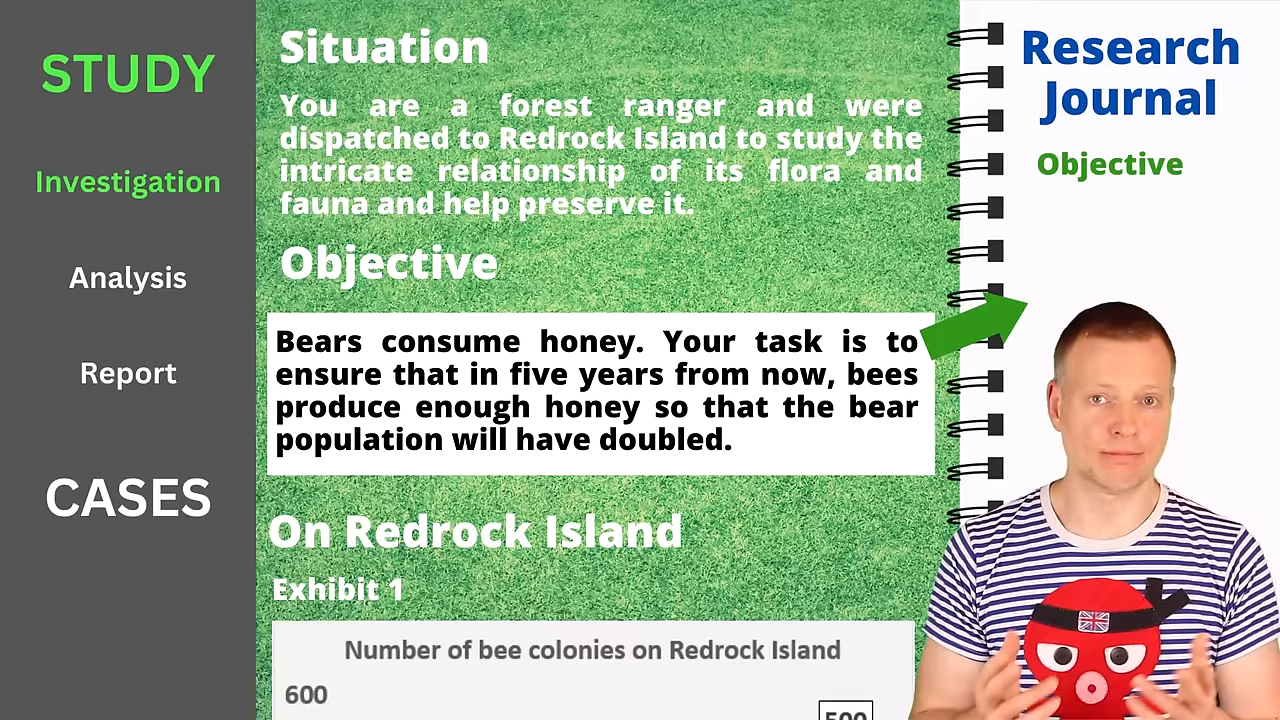 STUDY
Investigation
Analysis
Report
CASES
Situation
You are a forest ranger and were
dispatched to Redrock Island to study the
intricate relationship of its flora and
fauna and help preserve it.
Objective
Bears consume honey. Your task is to
ensure that in five years from now, bees
produce enough honey so that the bear
population will have doubled.
On Redrock Island
Exhibit 1
Number of bee colonies on Redrock Island
600
500
Research
Journal
Objective